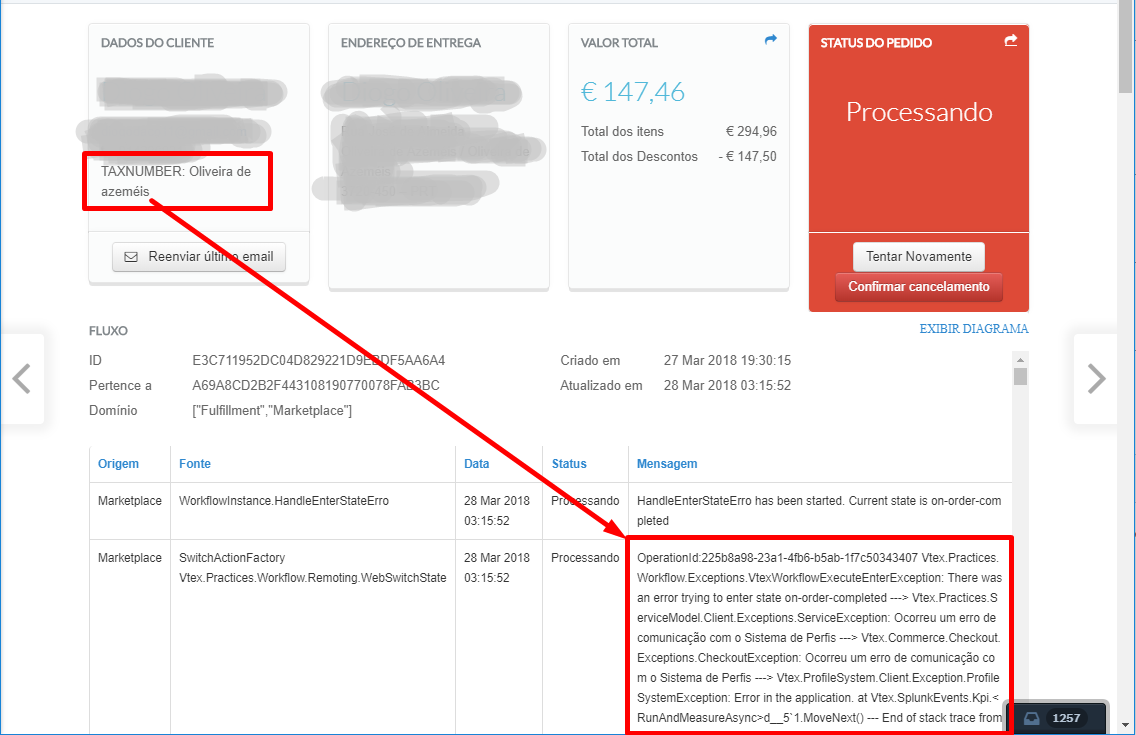 DADOS DO CLIENTE
TAXNUMBER: Oliveira de
azeméis
Reenviar último email
ENDEREÇO DE ENTREGA
VALOR TOTAL
€ 147,46
Total dos itens € 294,96
Total dos Descontos - € 147,50
STATUS DO PEDIDO
Processando
Tentar Novamente
Confirmar cancelamento
FLUXO
EXIBIR DIAGRAMA
ID
Criado em 27 Mar 2018 19:30:15
Pertence a
Atualizado em 28 Mar 2018 03:15:52
Domínio ["Fulfillment","Marketplace"]
Origem Fonte Data Status Mensagem
Marketplace WorkflowInstance.HandleEnterStateErro 28 Mar 2018 Processando HandleEnterStateErro has been started. Current state is on-order-com
03:15:52 pleted
Marketplace SwitchActionFactory 28 Mar 2018 Processando OperationId:225b8a98-23a1-4fb6-b5ab-1f7c50343407 Vtex.Practices.
Vtex.Practices.Workflow.Remoting.WebSwitchState 03:15:52 Workflow.Exceptions.VtexWorkflowExecuteEnterException: There was
an error trying to enter state on-order-completed ---> Vtex.Practices.S
erviceModel.Client.Exceptions.ServiceException: Ocorreu um erro de
comunicação com o Sistema de Perfis ---> Vtex.Commerce.Checkout.
Exceptions.CheckoutException: Ocorreu um erro de comunicação co
m o Sistema de Perfis ---> Vtex.ProfileSystem.Client.Exception.Profile
SystemException: Error in the application. at Vtex.SplunkEvents.Kpi.<
RunAndMeasureAsync>d__5`1.MoveNext() --- End of stack trace from
1257